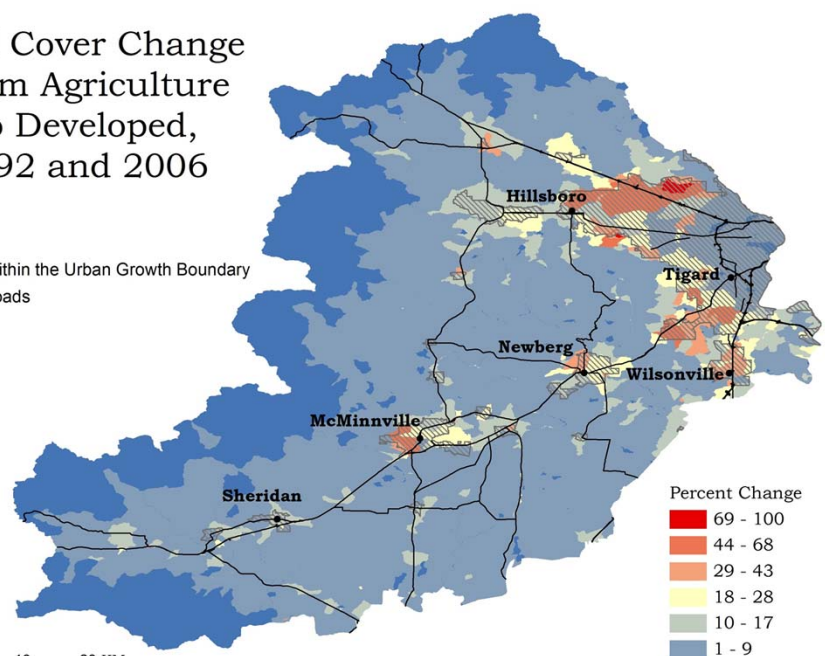 Cover Change
m Agriculture
o Developed,
92 and 2006
ithin the Urban Growth Boundary
oads
Hillsboro
Tigard
Newberg
Wilsonville
McMinnville
Sheridan
Percent Change
69 - 100
44 - 68
29 - 43
18 - 28
10 - 17
1 - 9